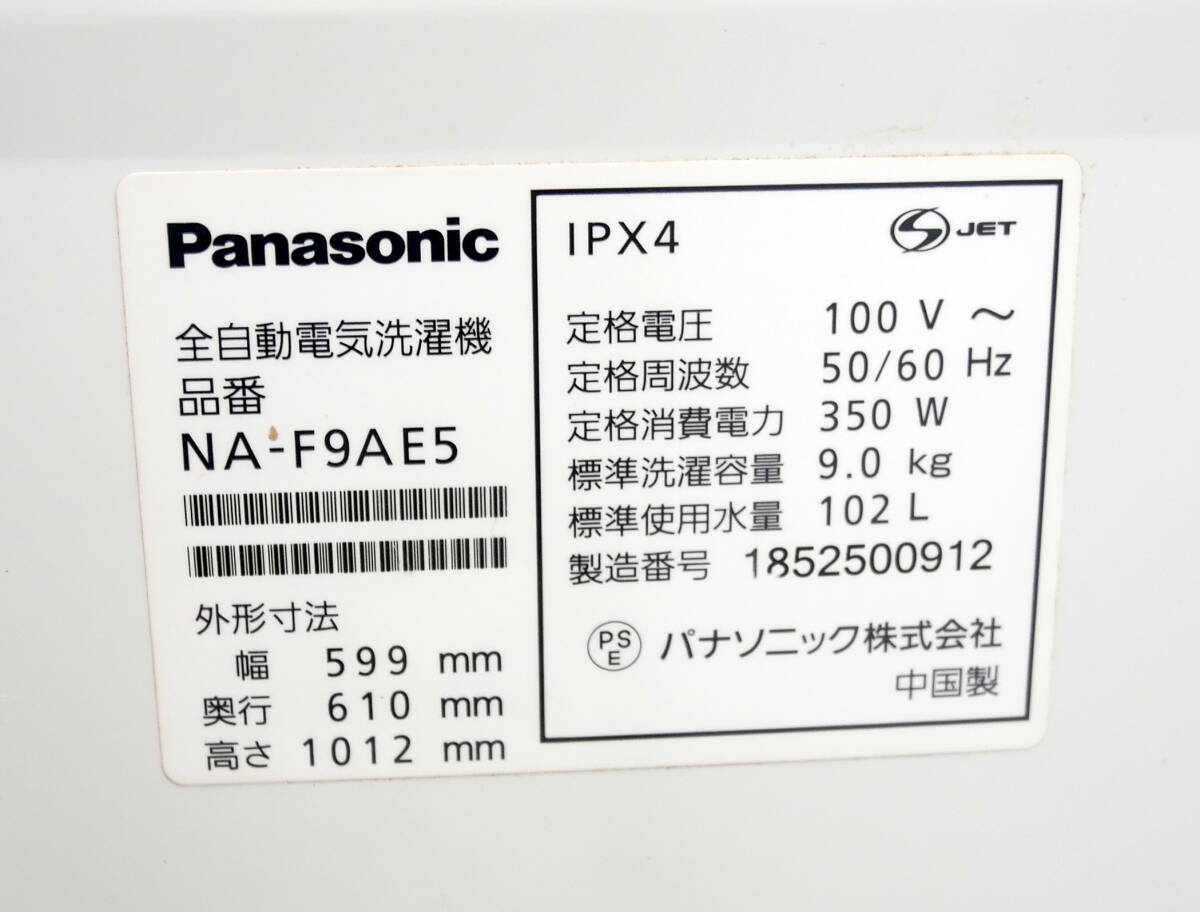 Panasonic
全自動電気洗濯機
品番
NA-F9AE5
外形寸法
幅 599 mm
奥行 610 mm
高さ 1012 mm
IPX4
S JET
定格電圧 100 V ～
定格周波数 50/60 Hz
定格消費電力 350 W
標準洗濯容量 9.0 kg
標準使用水量 102 L
製造番号 1852500912
PS E パナソニック株式会社
中国製